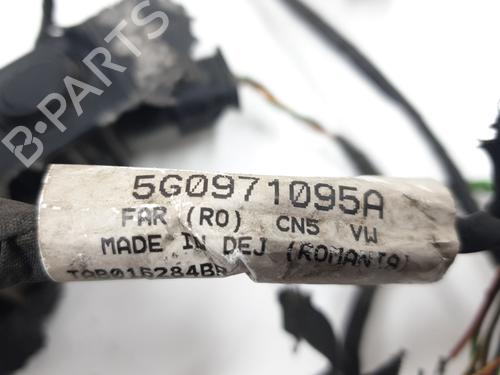 B-PARTS
5G0971095A
FAR (RO) CN5 VW
MADE IN DEJ (ROMANIA)